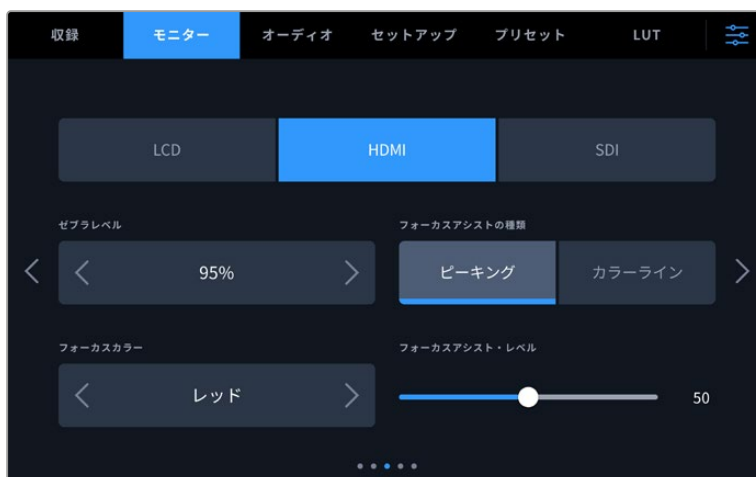 収録 モニター オーディオ セットアップ プリセット LUT
LCD HDMI SDI
ゼブラレベル フォーカスアシストの種類
95% ピーキング カラーライン
フォーカスカラー フォーカスアシスト・レベル
レッド 50